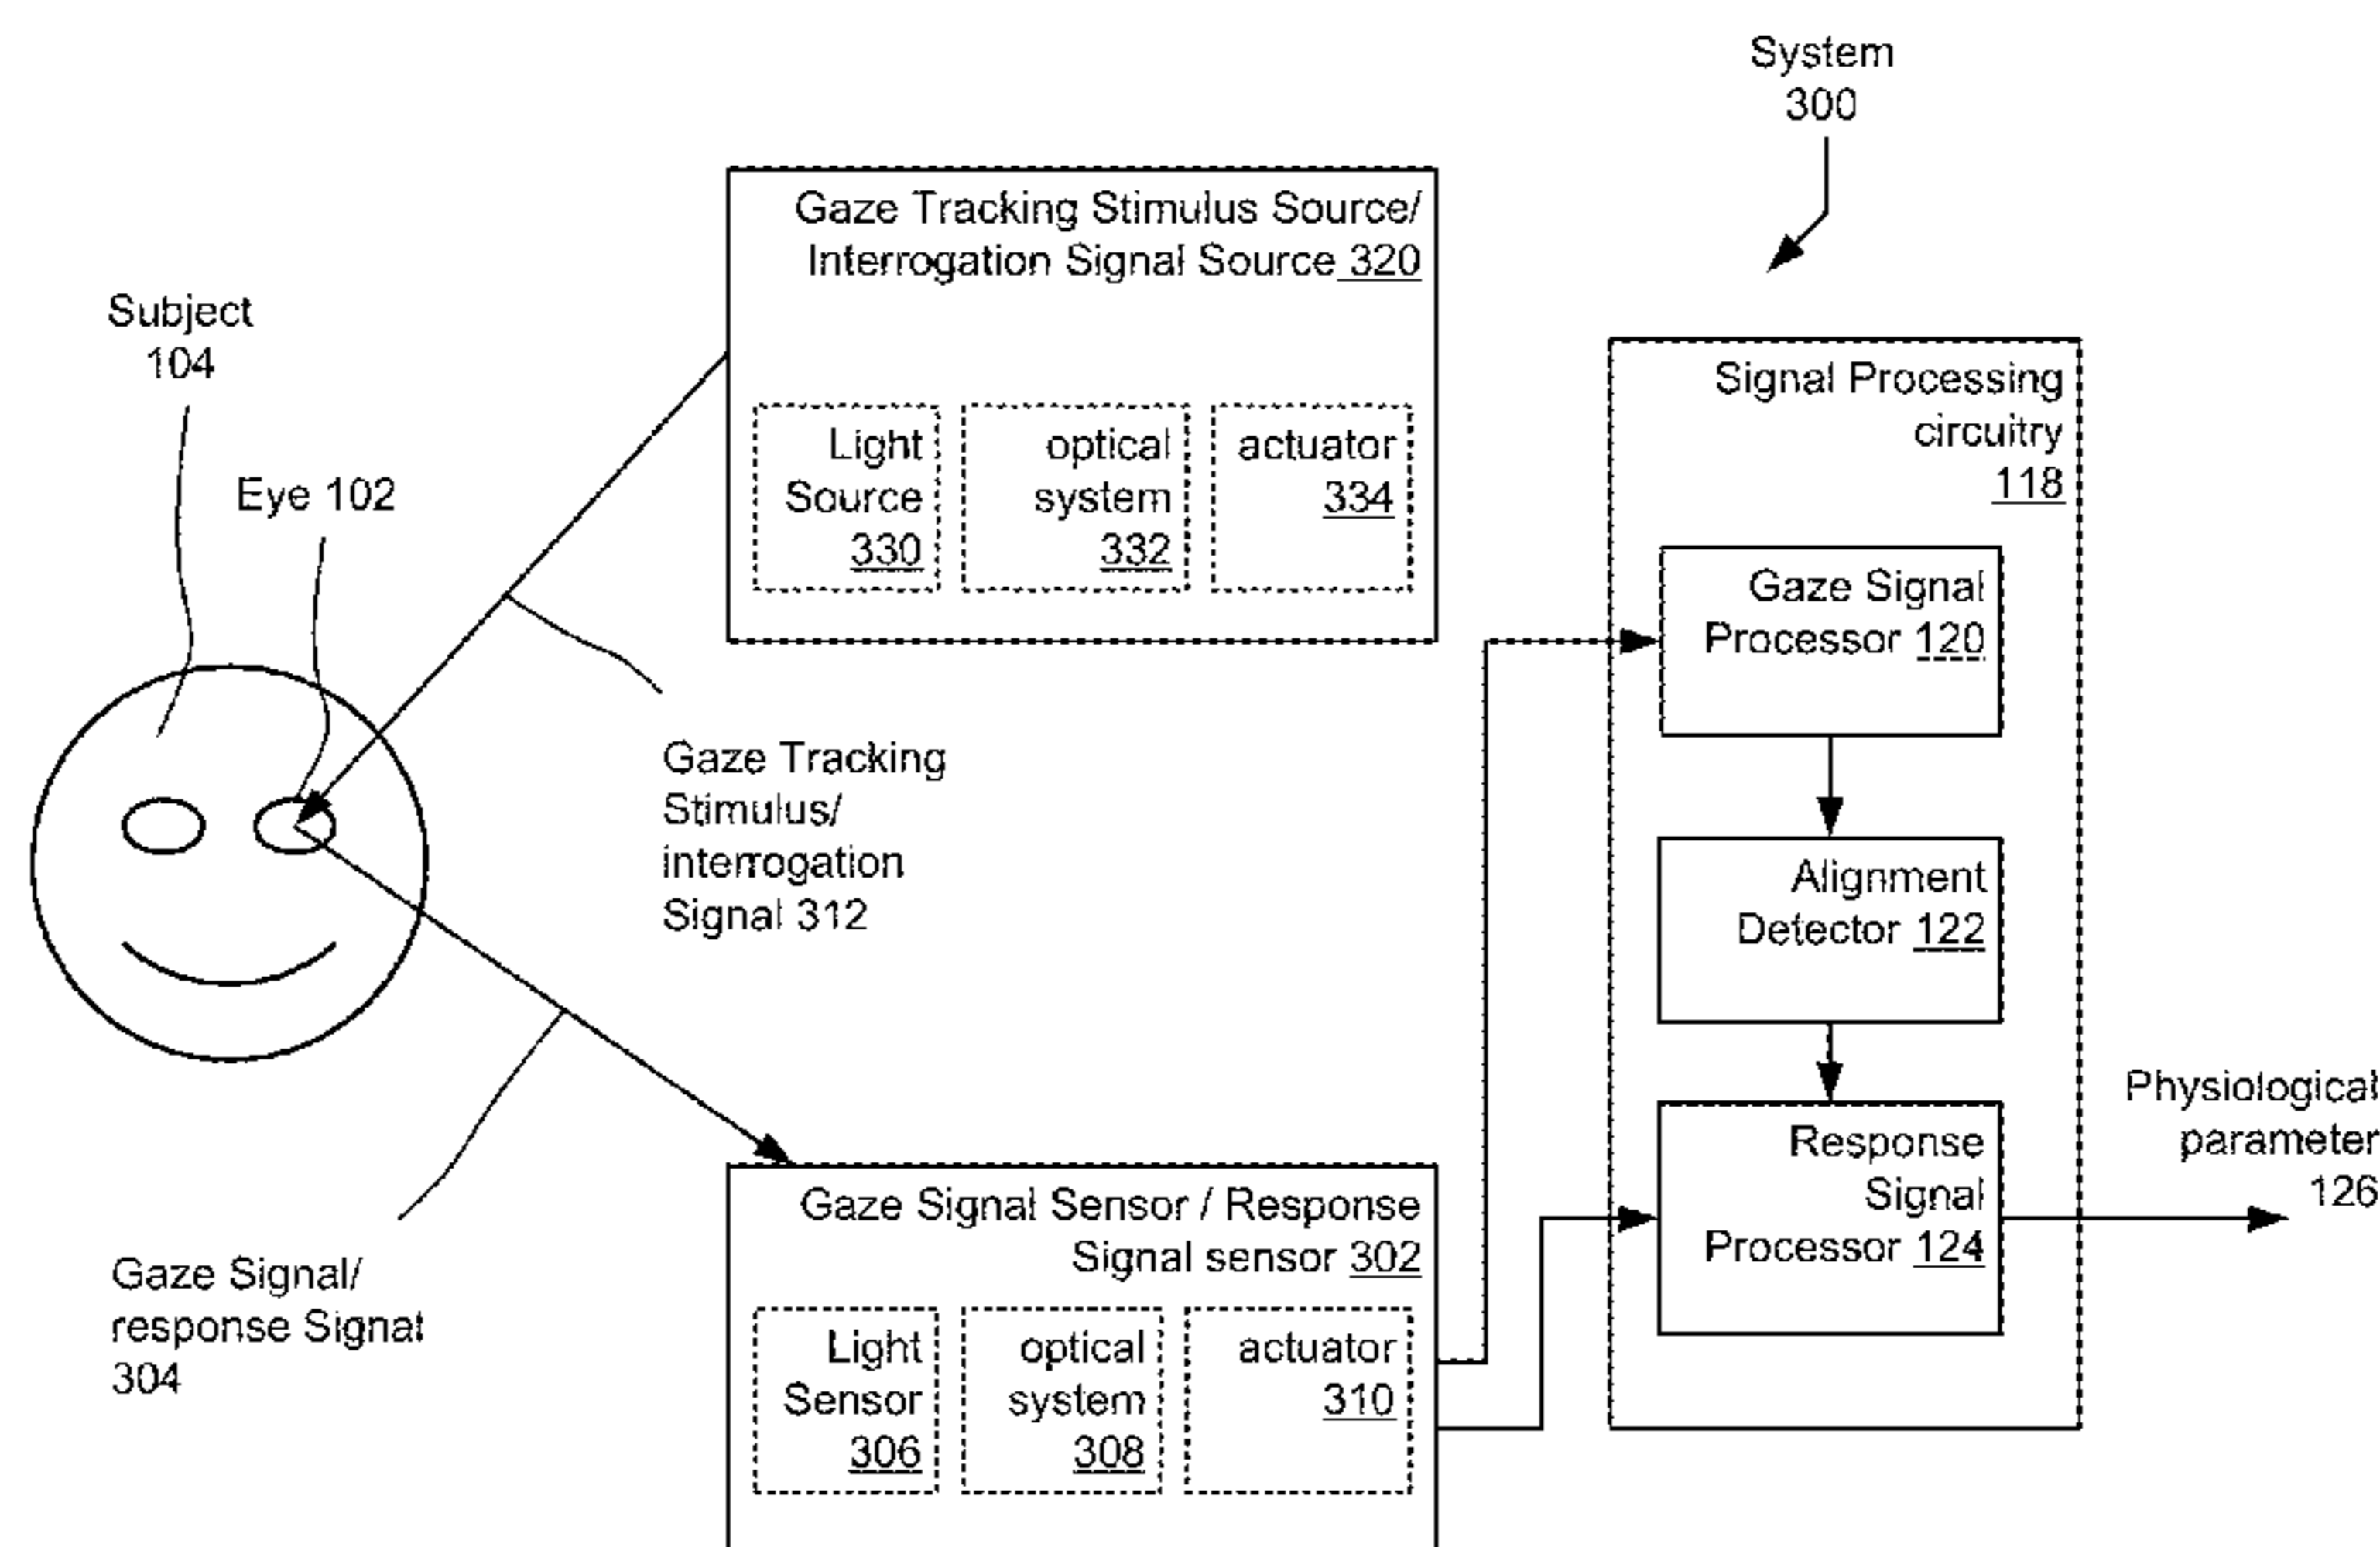 System
300
Gaze Tracking Stimulus Source/
Interrogation Signal Source 320
Light
Source
330
optical
system
332
actuator
334
Subject
104
Eye 102
Gaze Tracking
Stimulus/
interrogation
Signal 312
Signal Processing
circuitry
118
Gaze Signal
Processor 120
Alignment
Detector 122
Response
Signal
Processor 124
Physiological
parameter
126
Gaze Signal/
response Signal
304
Gaze Signal Sensor / Response
Signal sensor 302
Light
Sensor
306
optical
system
308
actuator
310